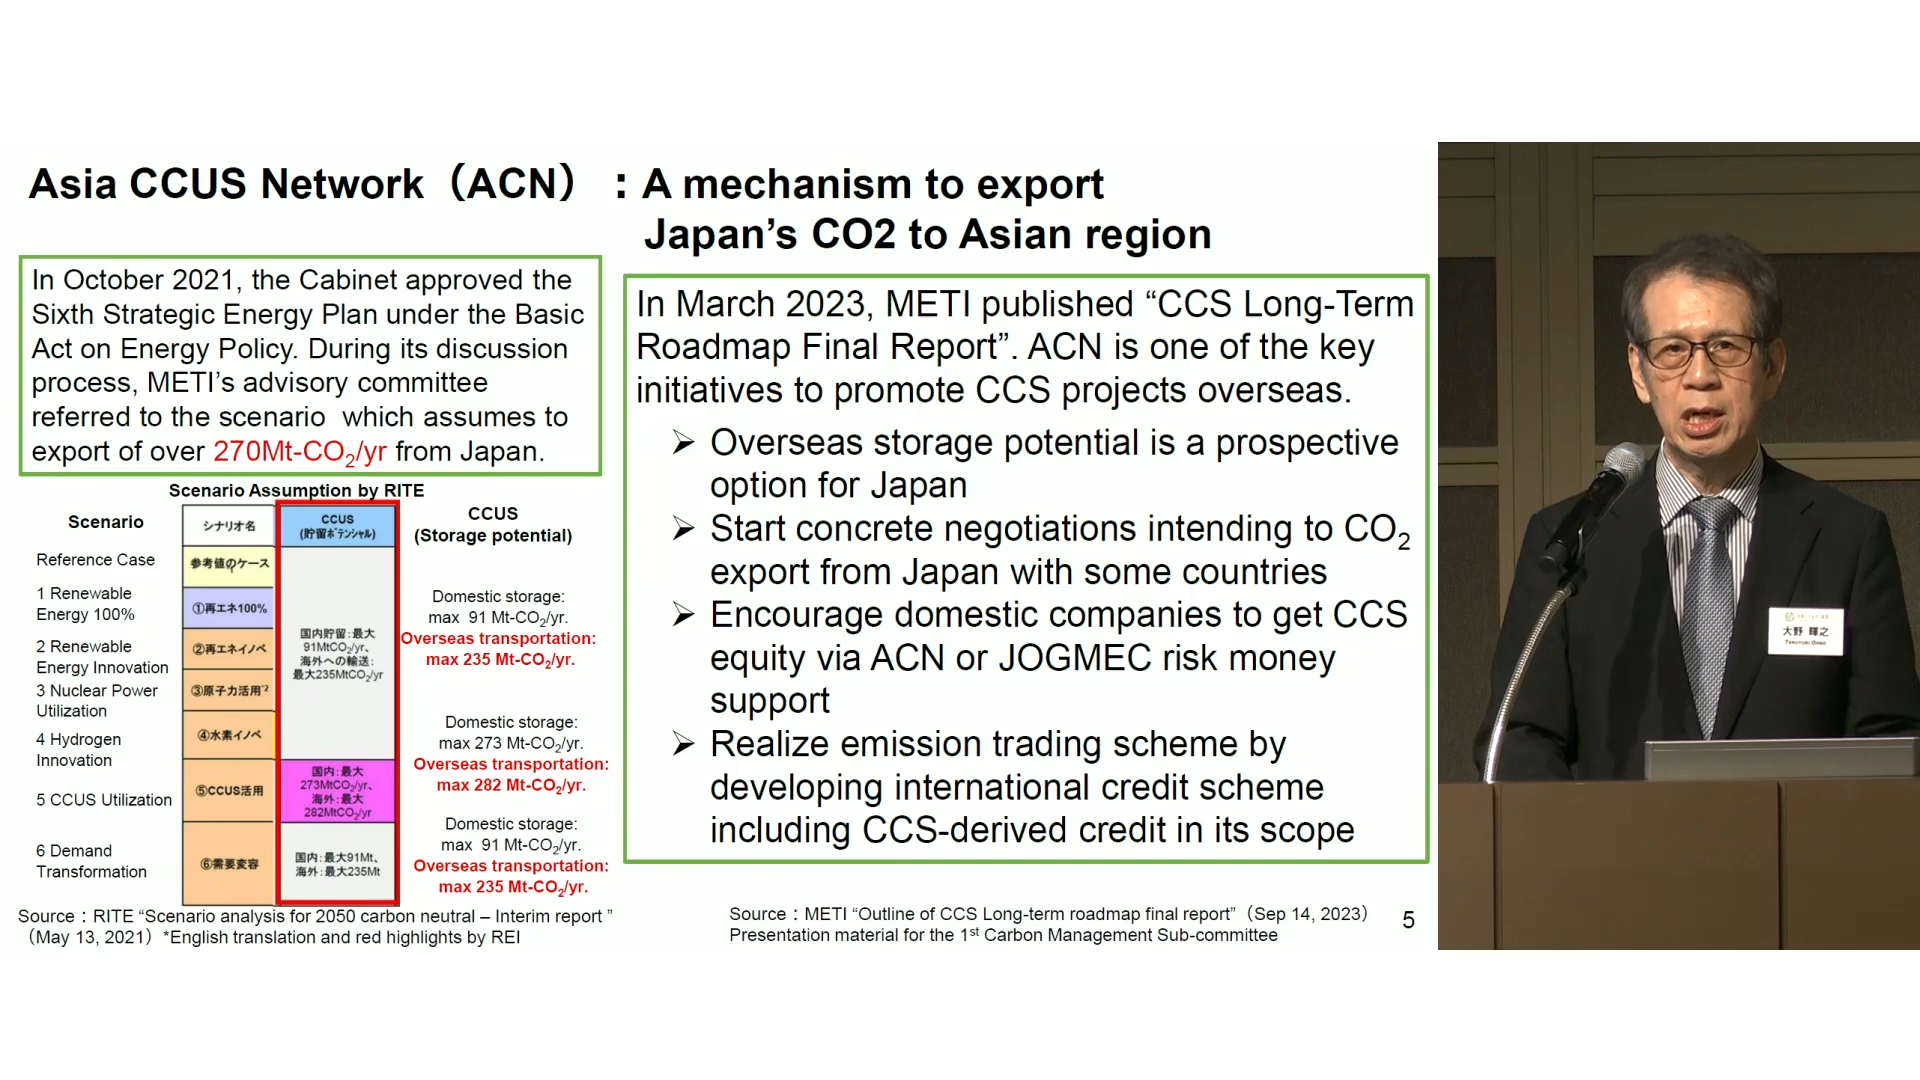 Asia CCUS Network（ACN）：A mechanism to export
Japan’s CO2 to Asian region
In October 2021, the Cabinet approved the
Sixth Strategic Energy Plan under the Basic
Act on Energy Policy. During its discussion
process, METI’s advisory committee
referred to the scenario which assumes to
export of over 270Mt-CO2/yr from Japan.
Scenario Assumption by RITE
Scenario
シナリオ名
CCUS
(貯留ﾎﾟﾃﾝｼｬﾙ)
CCUS
(Storage potential)
Reference Case
参考値のケース
1 Renewable
Energy 100%
①再エネ100%
2 Renewable
Energy Innovation
②再エネイノベ
3 Nuclear Power
Utilization
③原子力活用*2
4 Hydrogen
Innovation
④水素イノベ
国内貯留：最大
91MtCO2/yr、
海外への輸送：
最大235MtCO2/yr
Domestic storage:
max 91 Mt-CO2/yr.
Overseas transportation:
max 235 Mt-CO2/yr.
5 CCUS Utilization
⑤CCUS活用
国内：最大
273MtCO2/yr、
海外：最大
282MtCO2/yr
Domestic storage:
max 273 Mt-CO2/yr.
Overseas transportation:
max 282 Mt-CO2/yr.
6 Demand
Transformation
⑥需要変容
国内：最大91Mt、
海外：最大235Mt
Domestic storage:
max 91 Mt-CO2/yr.
Overseas transportation:
max 235 Mt-CO2/yr.
Source：RITE “Scenario analysis for 2050 carbon neutral – Interim report ”
（May 13, 2021）*English translation and red highlights by REI
In March 2023, METI published “CCS Long-Term
Roadmap Final Report”. ACN is one of the key
initiatives to promote CCS projects overseas.
➢ Overseas storage potential is a prospective
option for Japan
➢ Start concrete negotiations intending to CO2
export from Japan with some countries
➢ Encourage domestic companies to get CCS
equity via ACN or JOGMEC risk money
support
➢ Realize emission trading scheme by
developing international credit scheme
including CCS-derived credit in its scope
Source：METI “Outline of CCS Long-term roadmap final report”（Sep 14, 2023）
Presentation material for the 1st Carbon Management Sub-committee
5
大野 輝之
Teruyuki Ohno